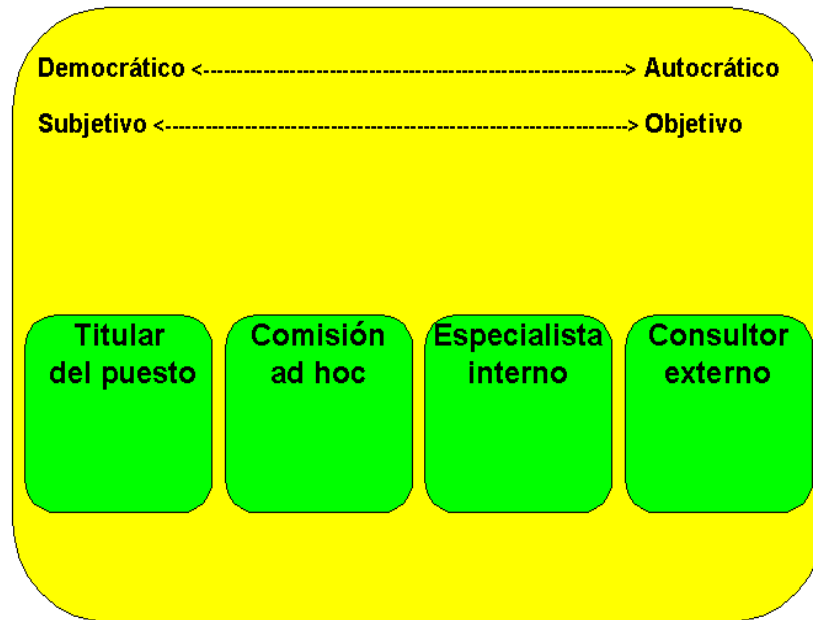 Democrático <-----------------------------------------------------------------> Autocrático
Subjetivo <-----------------------------------------------------------------------> Objetivo
Titular
del puesto
Comisión
ad hoc
Especialista
interno
Consultor
externo